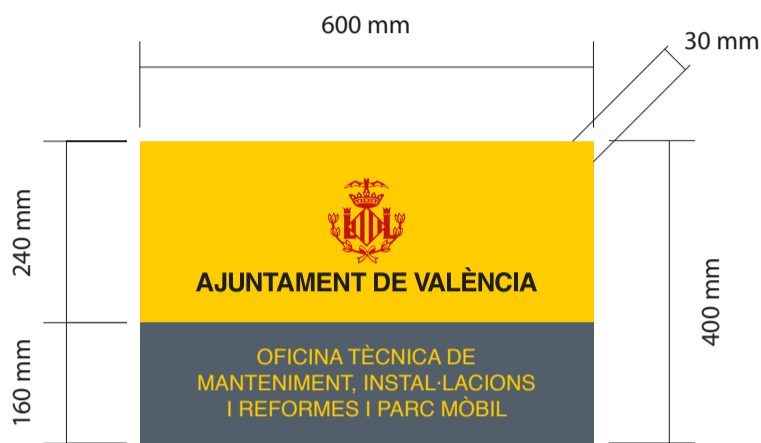 600 mm
30 mm
240 mm
AJUNTAMENT DE VALÈNCIA
400 mm
160 mm
OFICINA TÈCNICA DE
MANTENIMENT, INSTAL·LACIONS
I REFORMES I PARC MÒBIL